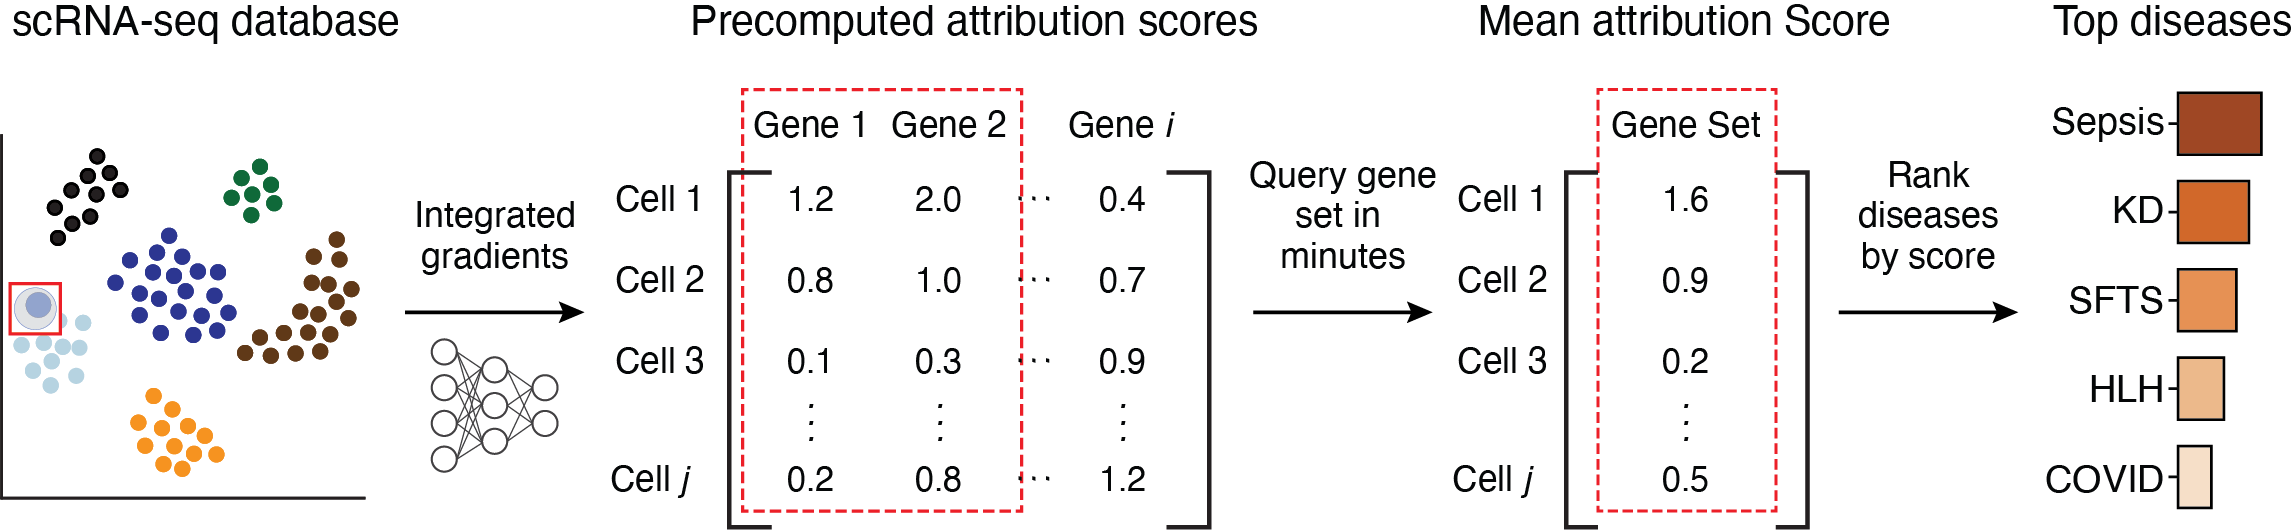 scRNA-seq database
Precomputed attribution scores
Mean attribution Score
Top diseases
Integrated
gradients
Gene 1 Gene 2 Gene i
Cell 1 1.2 2.0 ··· 0.4
Cell 2 0.8 1.0 ··· 0.7
Cell 3 0.1 0.3 ··· 0.9
⋮ ⋮ ⋮
Cell j 0.2 0.8 ··· 1.2
Query gene
set in
minutes
Gene Set
Cell 1 1.6
Cell 2 0.9
Cell 3 0.2
⋮
Cell j 0.5
Rank
diseases
by score
Sepsis
KD
SFTS
HLH
COVID